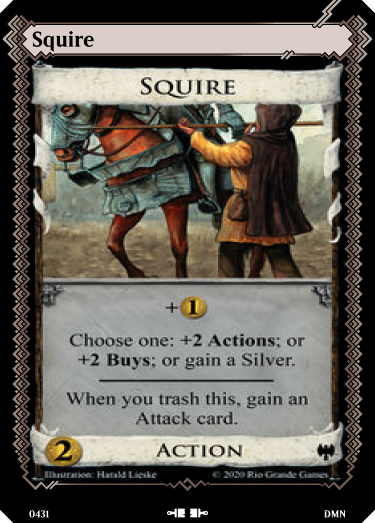 Squire
SQUIRE
+1
Choose one: +2 Actions; or
+2 Buys; or gain a Silver.
When you trash this, gain an
Attack card.
2 ACTION
Illustration: Harald Lieske © 2020 Rio Grande Games
0431 DMN